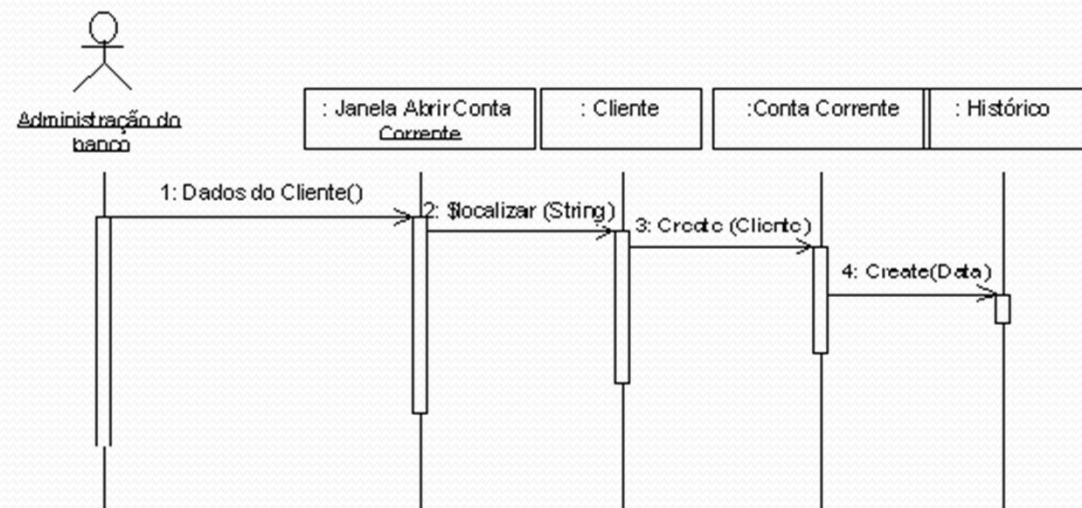 Administração do
banco
: Janela Abrir Conta
Corrente
: Cliente
:Conta Corrente
: Histórico
1: Dados do Cliente()
2: $localizar (String)
3: Create (Cliente)
4: Create(Data)